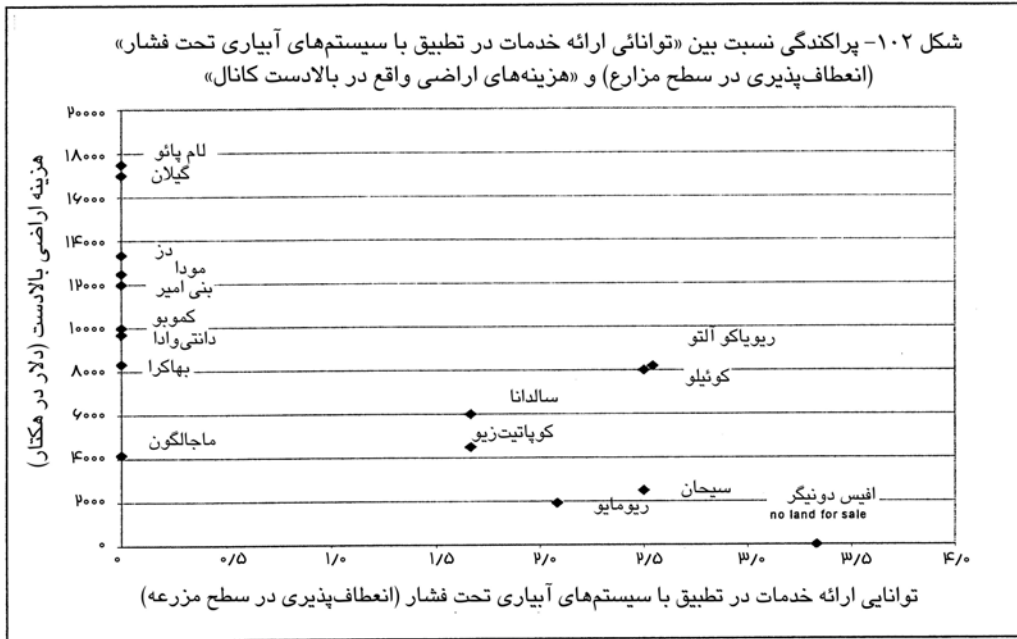 شکل ۱۰۲- پراکندگی نسبت بین «توانائی ارائه خدمات در تطبیق با سیستم‌های آبیاری تحت فشار»
(انعطاف‌پذیری در سطح مزارع) و «هزینه‌های اراضی واقع در بالادست کانال»
هزینه اراضی بالادست (دلار در هکتار)
۲۰۰۰۰
۱۸۰۰۰
۱۶۰۰۰
۱۴۰۰۰
۱۲۰۰۰
۱۰۰۰۰
۸۰۰۰
۶۰۰۰
۴۰۰۰
۲۰۰۰
۰
لام پائو
گیلان
دز
مودا
بنی امیر
کموبو
دانتی‌وادا
بهاکرا
ماجالگون
ریویاکو آلتو
کوئیلو
سالدانا
کوپاتیت‌زیو
سیحان
ریومایو
افیس دونیگر
no land for sale
۰ ۰/۵ ۱/۰ ۱/۵ ۲/۰ ۲/۵ ۳/۰ ۳/۵ ۴/۰
توانایی ارائه خدمات در تطبیق با سیستم‌های آبیاری تحت فشار (انعطاف‌پذیری در سطح مزرعه)